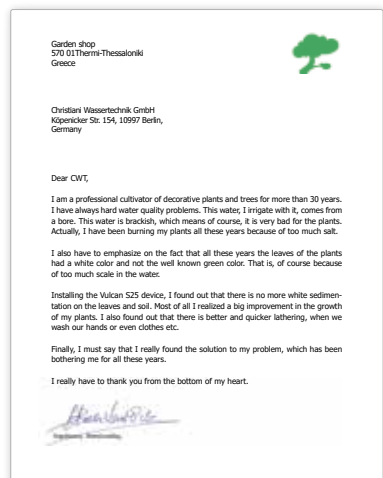 Garden shop
570 01Thermi-Thessaloniki
Greece
Christiani Wassertechnik GmbH
Köpenicker Str. 154, 10997 Berlin,
Germany
Dear CWT,
I am a professional cultivator of decorative plants and trees for more than 30 years.
I have always hard water quality problems. This water, I irrigate with it, comes from
a bore. This water is brackish, which means of course, it is very bad for the plants.
Actually, I have been burning my plants all these years because of too much salt.
I also have to emphasize on the fact that all these years the leaves of the plants
had a white color and not the well known green color. That is, of course because
of too much scale in the water.
Installing the Vulcan S25 device, I found out that there is no more white sedimen-
tation on the leaves and soil. Most of all I realized a big improvement in the growth
of my plants. I also found out that there is better and quicker lathering, when we
wash our hands or even clothes etc.
Finally, I must say that I really found the solution to my problem, which has been
bothering me for all these years.
I really have to thank you from the bottom of my heart.